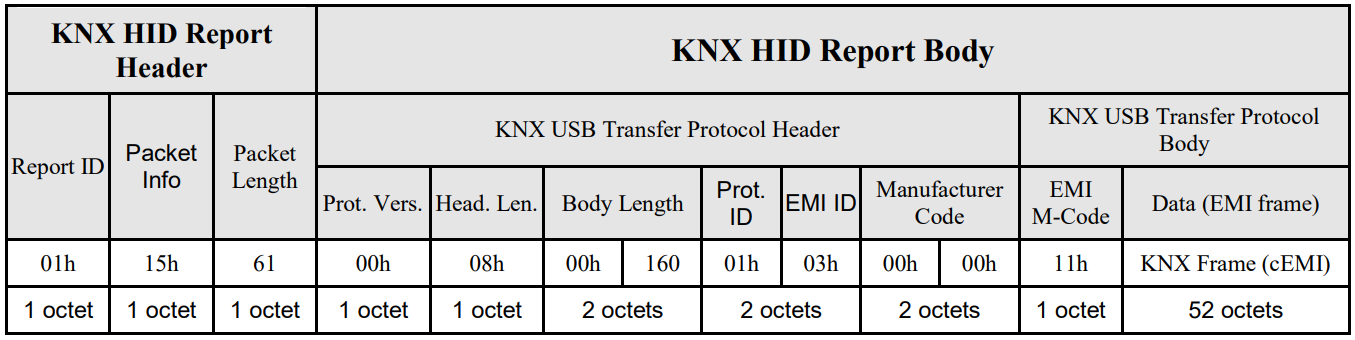 KNX HID Report
Header
KNX HID Report Body
Report ID
Packet
Info
Packet
Length
KNX USB Transfer Protocol Header
KNX USB Transfer Protocol
Body
Prot. Vers.
Head. Len.
Body Length
Prot.
ID
EMI ID
Manufacturer
Code
EMI
M-Code
Data (EMI frame)
01h 15h 61 00h 08h 00h 160 01h 03h 00h 00h 11h KNX Frame (cEMI)
1 octet 1 octet 1 octet 1 octet 1 octet 2 octets 2 octets 2 octets 1 octet 52 octets